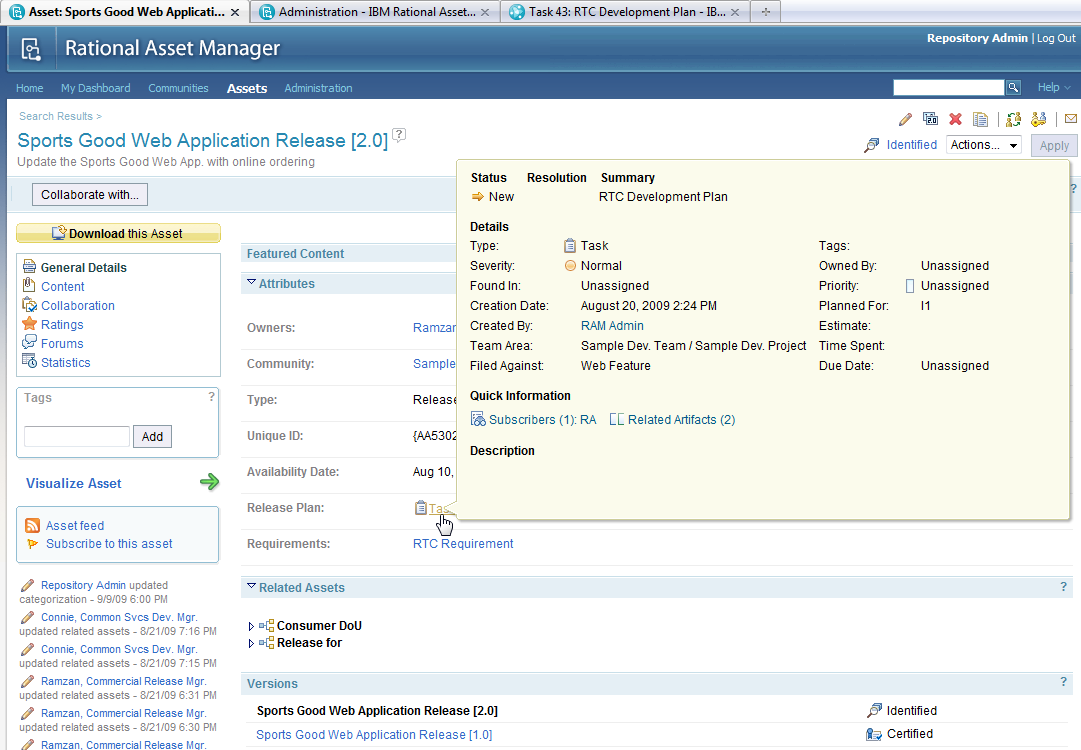 Asset: Sports Good Web Applicati... Administration - IBM Rational Asset... Task 43: RTC Development Plan - IB...
Rational Asset Manager
Repository Admin | Log Out
Home My Dashboard Communities Assets Administration Help
Search Results >
Sports Good Web Application Release [2.0] ?
Update the Sports Good Web App. with online ordering
Identified Actions... Apply
Collaborate with...
?
Download this Asset
General Details
Content
Collaboration
Ratings
Forums
Statistics
Tags ?
Add
Visualize Asset
Asset feed
Subscribe to this asset
Repository Admin updated
categorization - 9/9/09 6:00 PM
Connie, Common Svcs Dev. Mgr.
updated related assets - 8/21/09 7:16 PM
Connie, Common Svcs Dev. Mgr.
updated related assets - 8/21/09 7:15 PM
Ramzan, Commercial Release Mgr.
updated related assets - 8/21/09 6:31 PM
Ramzan, Commercial Release Mgr.
updated related assets - 8/21/09 6:30 PM
Ramzan, Commercial Release Mgr.
Featured Content
Attributes
Owners: Ramzan
Community: Sample
Type: Release
Unique ID: {AA5302
Availability Date: Aug 10,
Release Plan: Tas
Requirements: RTC Requirement
Status Resolution Summary
New RTC Development Plan
Details
Type: Task Tags:
Severity: Normal Owned By: Unassigned
Found In: Unassigned Priority: Unassigned
Creation Date: August 20, 2009 2:24 PM Planned For: I1
Created By: RAM Admin Estimate:
Team Area: Sample Dev. Team / Sample Dev. Project Time Spent:
Filed Against: Web Feature Due Date: Unassigned
Quick Information
Subscribers (1): RA Related Artifacts (2)
Description
Related Assets ?
Consumer DoU
Release for
Versions ?
Sports Good Web Application Release [2.0] Identified
Sports Good Web Application Release [1.0] Certified